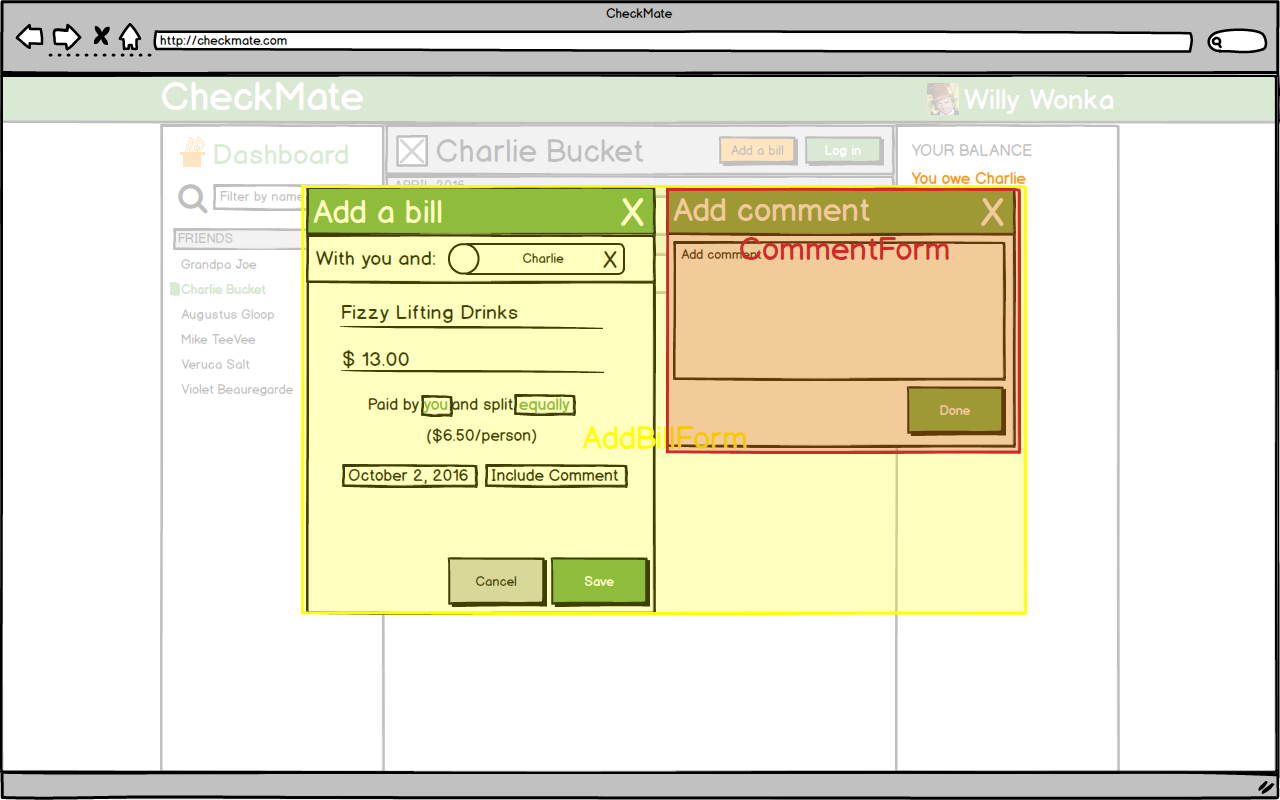 CheckMate
http://checkmate.com
CheckMate
Willy Wonka
Dashboard
Charlie Bucket
Add a bill
Log in
YOUR BALANCE
You owe Charlie
Filter by name
APRIL 2016
FRIENDS
Grandpa Joe
Charlie Bucket
Augustus Gloop
Mike TeeVee
Veruca Salt
Violet Beauregarde
Add a bill
X
With you and:
Charlie
X
Fizzy Lifting Drinks
$ 13.00
Paid by you and split equally
($6.50/person)
October 2, 2016
Include Comment
Cancel
Save
AddBillForm
Add comment
X
CommentForm
Add comment
Done